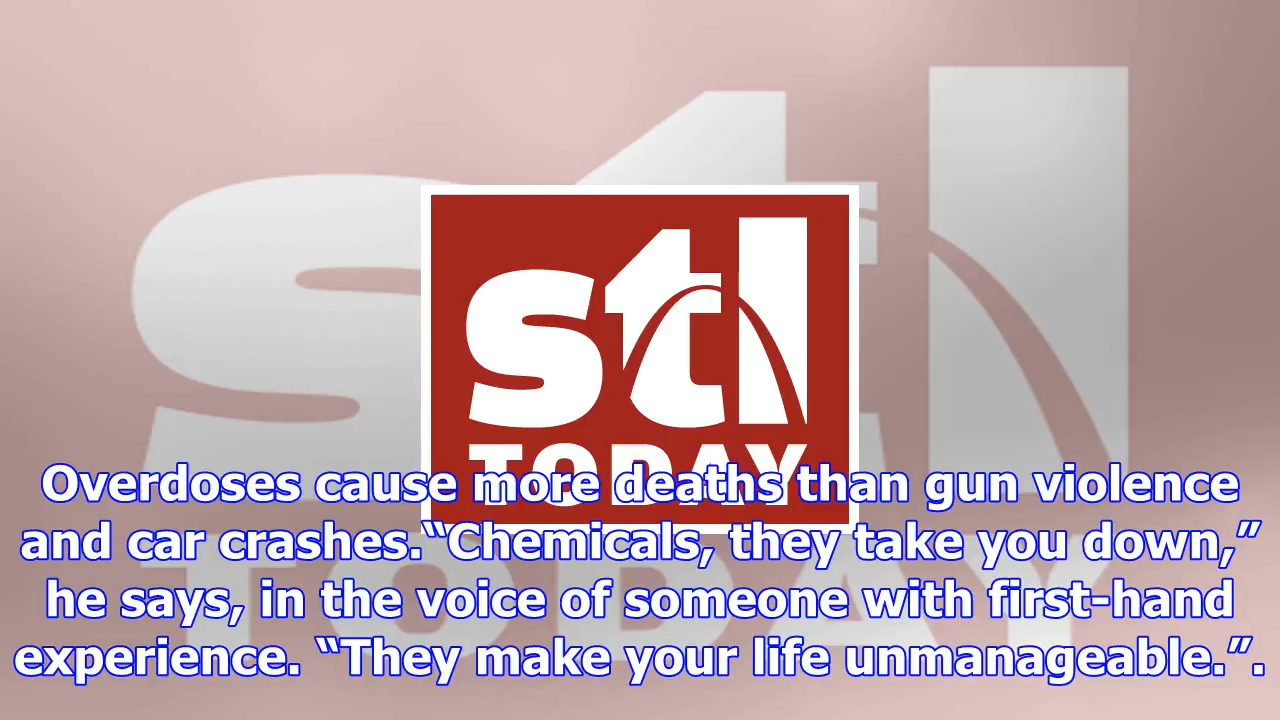 stl
TODAY
Overdoses cause more deaths than gun violence
and car crashes.“Chemicals, they take you down,”
he says, in the voice of someone with first-hand
experience. “They make your life unmanageable.”.